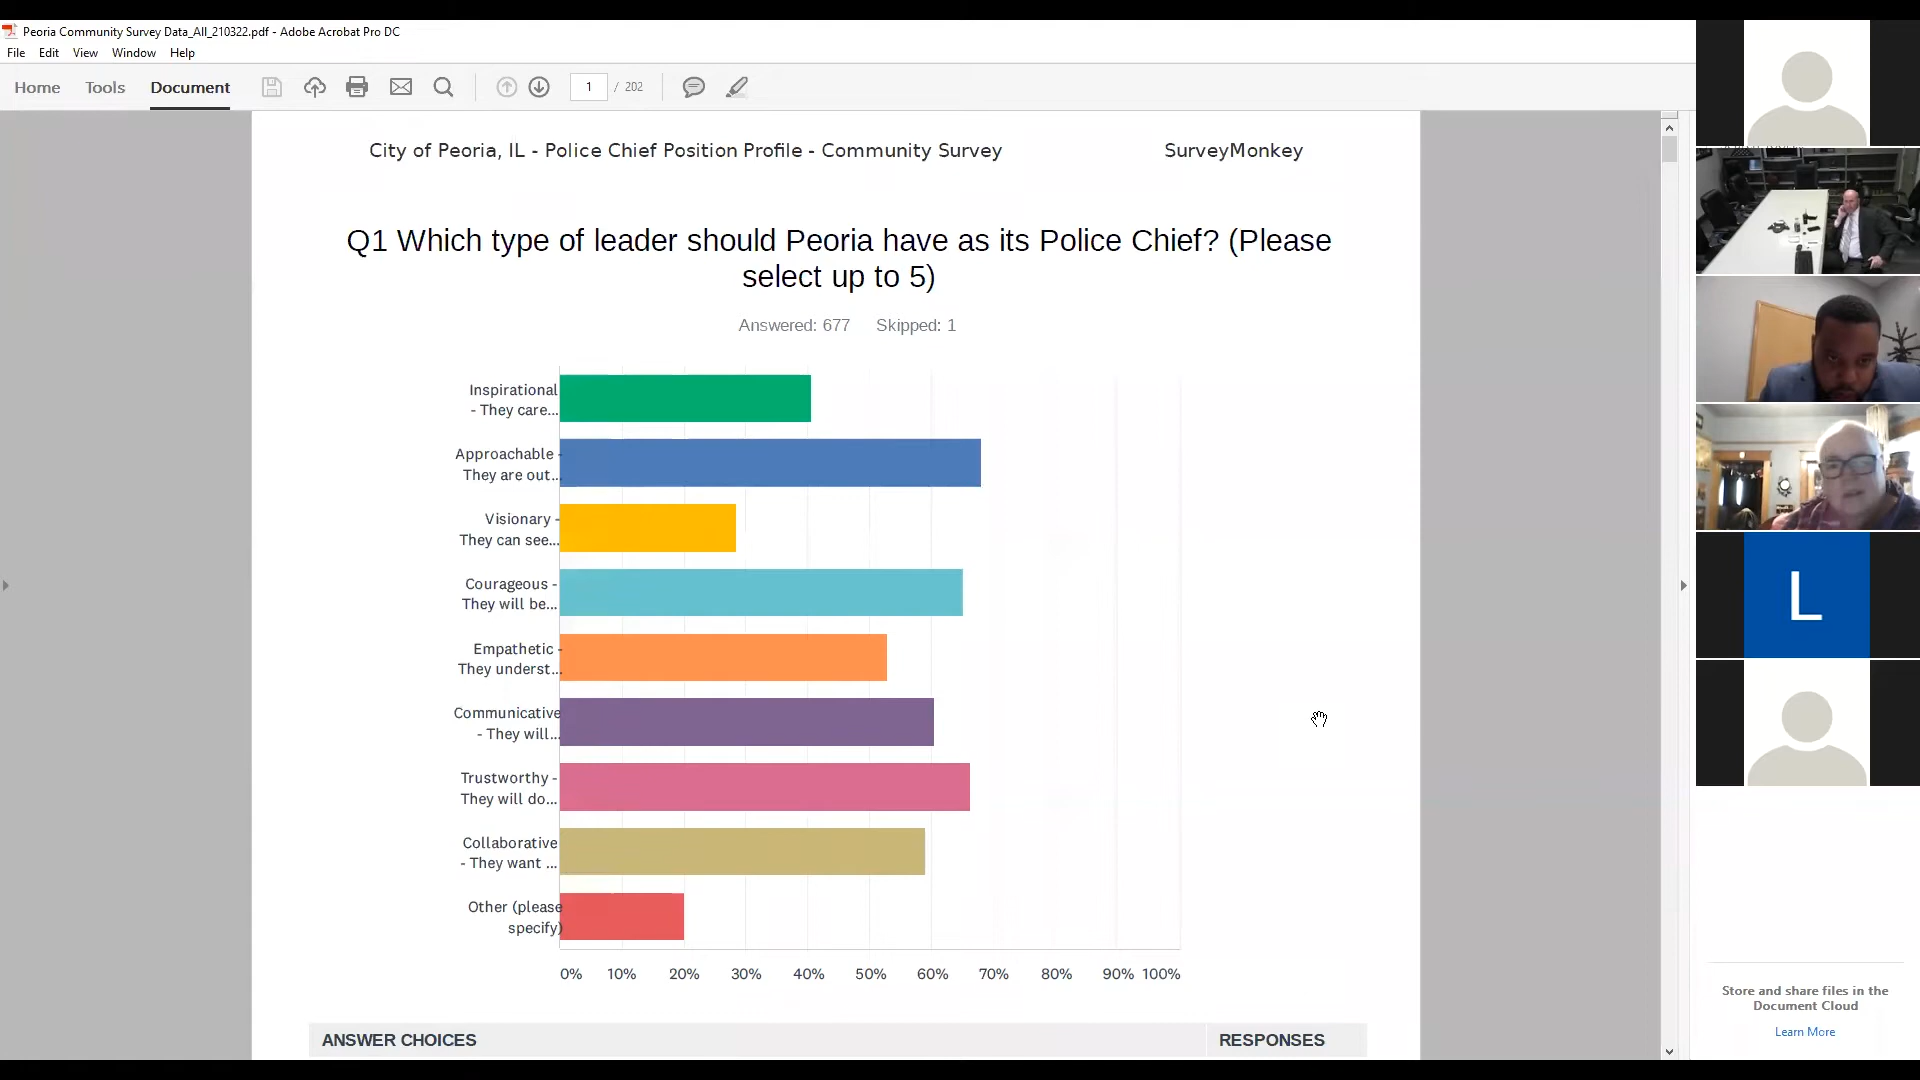 Peoria Community Survey Data_All_210322.pdf - Adobe Acrobat Pro DC
File Edit View Window Help
Home Tools Document 1 / 202
City of Peoria, IL - Police Chief Position Profile - Community Survey SurveyMonkey
Q1 Which type of leader should Peoria have as its Police Chief? (Please
select up to 5)
Answered: 677 Skipped: 1
Inspirational
- They care...
Approachable -
They are out...
Visionary -
They can see...
Courageous -
They will be...
Empathetic -
They underst...
Communicative
- They will...
Trustworthy -
They will do...
Collaborative
- They want ...
Other (please
specify)
0% 10% 20% 30% 40% 50% 60% 70% 80% 90% 100%
ANSWER CHOICES RESPONSES
L
Store and share files in the
Document Cloud
Learn More